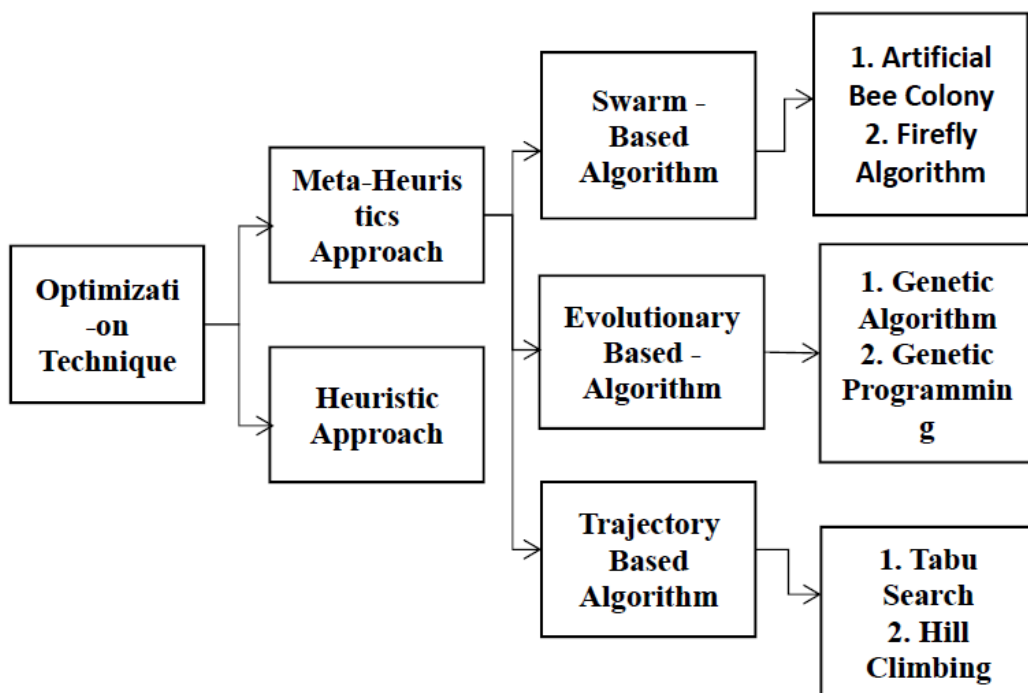 Optimizati
-on
Technique
Meta-Heuris
tics
Approach
Heuristic
Approach
Swarm -
Based
Algorithm
Evolutionary
Based -
Algorithm
Trajectory
Based
Algorithm
1. Artificial
Bee Colony
2. Firefly
Algorithm
1. Genetic
Algorithm
2. Genetic
Programmin
g
1. Tabu
Search
2. Hill
Climbing